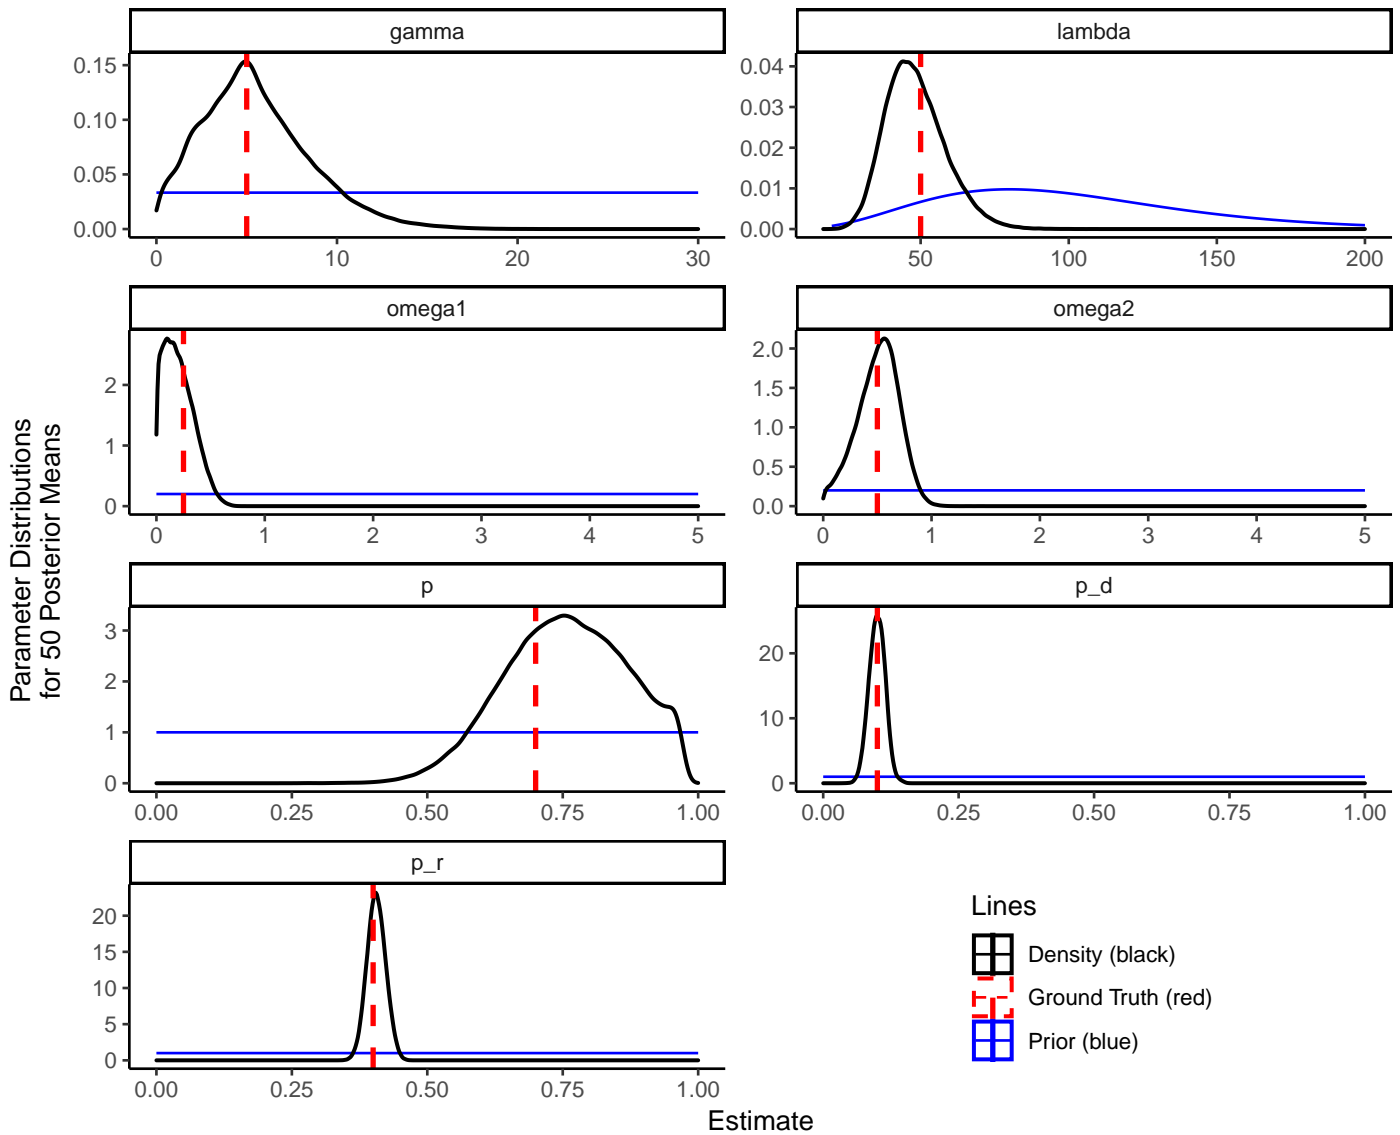 gamma
0.15
0.10
0.05
0.00
0 10 20 30
lambda
0.04
0.03
0.02
0.01
0.00
50 100 150 200
omega1
2
1
0
0 1 2 3 4 5
omega2
2.0
1.5
1.0
0.5
0.0
0 1 2 3 4 5
p
3
2
1
0
0.00 0.25 0.50 0.75 1.00
p_d
20
10
0
0.00 0.25 0.50 0.75 1.00
p_r
20
15
10
5
0
0.00 0.25 0.50 0.75 1.00
Parameter Distributions
for 50 Posterior Means
Estimate
Lines
Density (black)
Ground Truth (red)
Prior (blue)